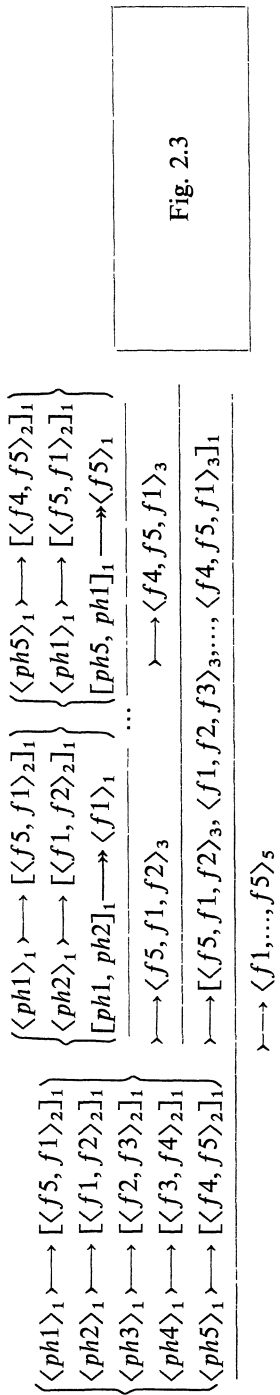 ⟨ph1⟩₁ ↣ [⟨f5, f1⟩₂]₁
⟨ph2⟩₁ ↣ [⟨f1, f2⟩₂]₁
⟨ph3⟩₁ ↣ [⟨f2, f3⟩₂]₁
⟨ph4⟩₁ ↣ [⟨f3, f4⟩₂]₁
⟨ph5⟩₁ ↣ [⟨f4, f5⟩₂]₁
⟨ph1⟩₁ ↣ [⟨f5, f1⟩₂]₁
⟨ph2⟩₁ ↣ [⟨f1, f2⟩₂]₁
[ph1, ph2]₁ ↠ ⟨f1⟩₁
...
⟨ph5⟩₁ ↣ [⟨f4, f5⟩₂]₁
⟨ph1⟩₁ ↣ [⟨f5, f1⟩₂]₁
[ph5, ph1]₁ ↠ ⟨f5⟩₁
↣ ⟨f5, f1, f2⟩₃
↣ ⟨f4, f5, f1⟩₃
↣ [⟨f5, f1, f2⟩₃, ⟨f1, f2, f3⟩₃,..., ⟨f4, f5, f1⟩₃]₁
↣ ⟨f1,...,f5⟩₅
Fig. 2.3